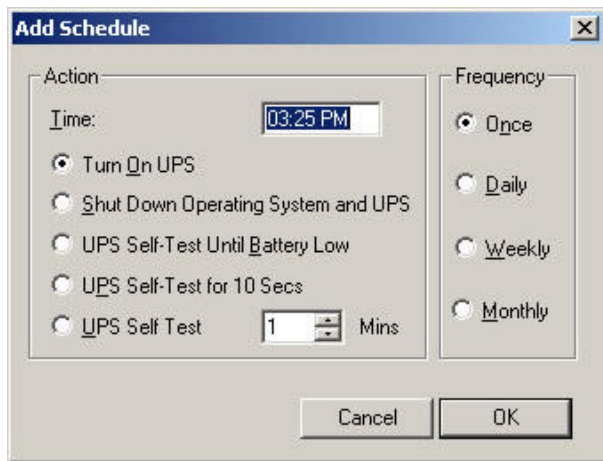 Add Schedule
Action
Time: 03:25 PM
Turn On UPS
Shut Down Operating System and UPS
UPS Self-Test Until Battery Low
UPS Self-Test for 10 Secs
UPS Self Test 1 Mins
Frequency
Once
Daily
Weekly
Monthly
Cancel OK